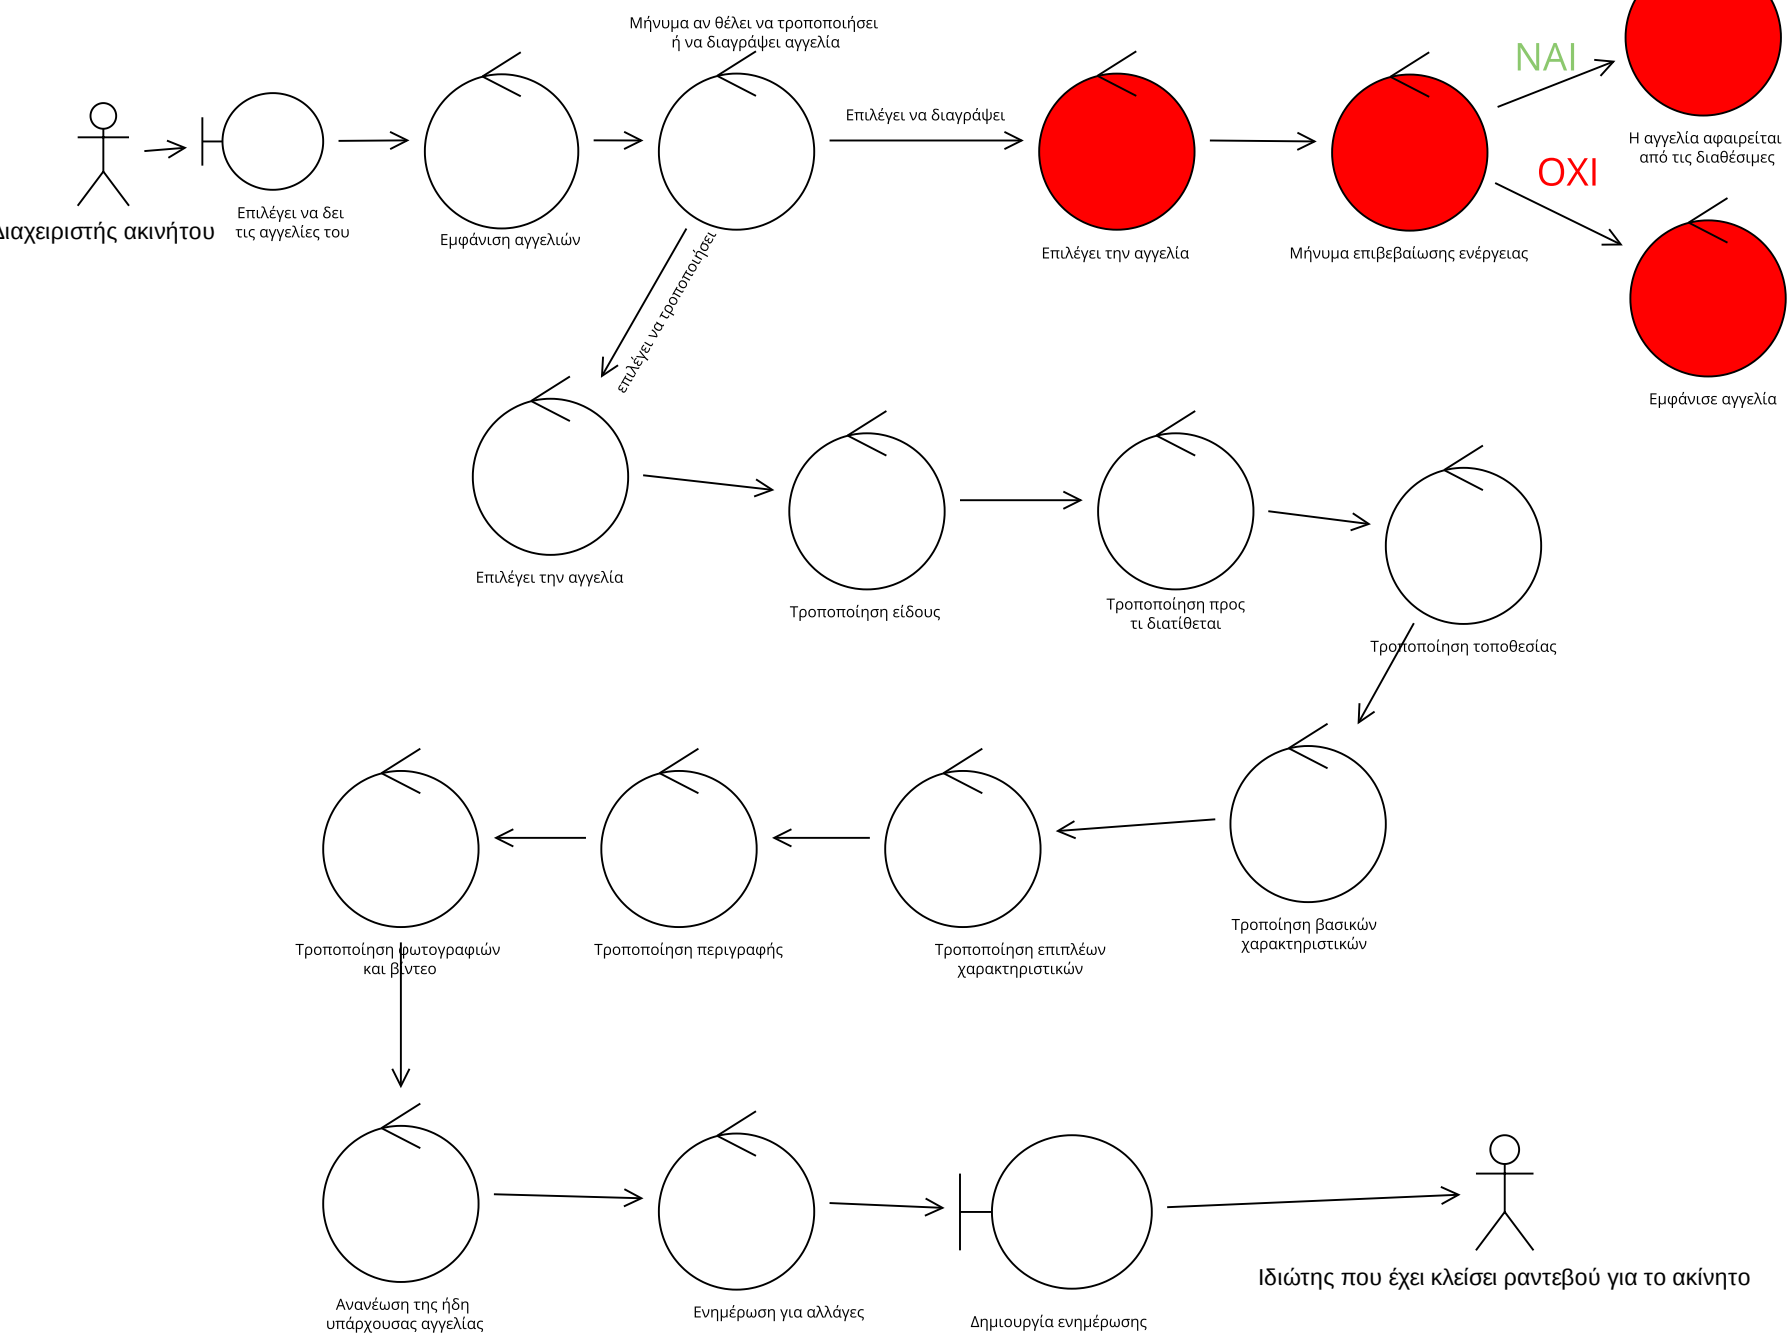 Μήνυμα αν θέλει να τροποποιήσει
ή να διαγράψει αγγελία
ΝΑΙ
Επιλέγει να διαγράψει
Η αγγελία αφαιρείται
από τις διαθέσιμες
ΟΧΙ
Διαχειριστής ακινήτου
Επιλέγει να δει
τις αγγελίες του
Εμφάνιση αγγελιών
Επιλέγει την αγγελία
Μήνυμα επιβεβαίωσης ενέργειας
επιλέγει να τροποποιήσει
Εμφάνισε αγγελία
Επιλέγει την αγγελία
Τροποποίηση είδους
Τροποποίηση προς
τι διατίθεται
Τροποποίηση τοποθεσίας
Τροποίηση βασικών
χαρακτηριστικών
Τροποποίηση επιπλέων
χαρακτηριστικών
Τροποποίηση περιγραφής
Τροποποίηση φωτογραφιών
και βίντεο
Ανανέωση της ήδη
υπάρχουσας αγγελίας
Ενημέρωση για αλλάγες
Δημιουργία ενημέρωσης
Ιδιώτης που έχει κλείσει ραντεβού για το ακίνητο